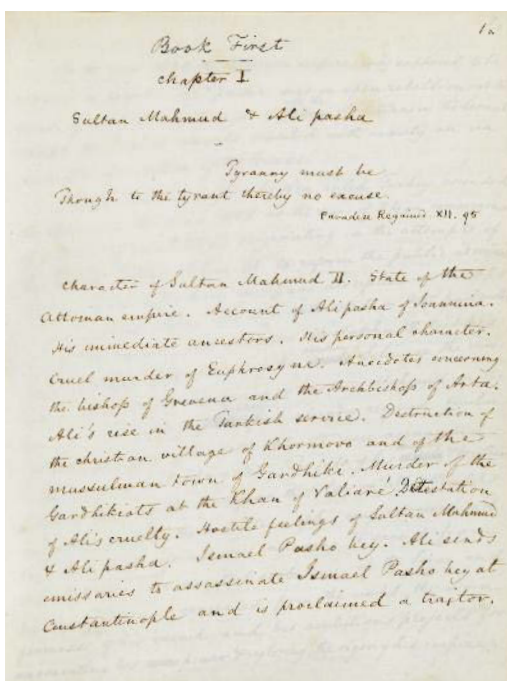 1a
Book First
Chapter I
Sultan Mahmud & Ali pasha
Tyranny must be
Though to the tyrant thereby no excuse.
Paradise Regained XII. 95
Character of Sultan Mahmud II. State of the
Ottoman empire. Account of Ali pasha of Ioannina.
His immediate ancestors. His personal character.
Cruel murder of Euphrosyne. Anecdotes concerning
the bishop of Grevena and the Archbishop of Arta.
Ali's rise in the Turkish service. Destruction of
the christian village of Khormovo and of the
mussulman town of Gardhiki. Murder of the
Gardhikiots at the Khan of Valiaré. Detestation
of Ali's cruelty. Hostile feelings of Sultan Mahmud
& Ali pasha. Ismael Pasho bey. Ali sends
emissaries to assassinate Ismael Pasho bey at
Constantinople and is proclaimed a traitor.